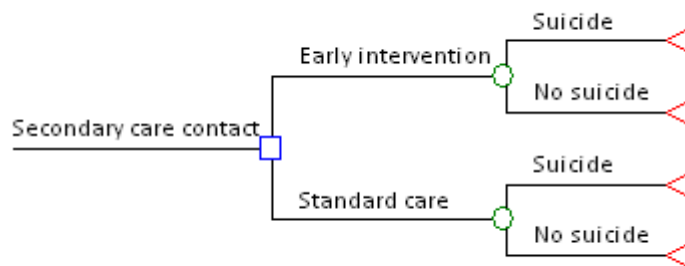 Suicide
Early intervention
No suicide
Secondary care contact
Suicide
Standard care
No suicide